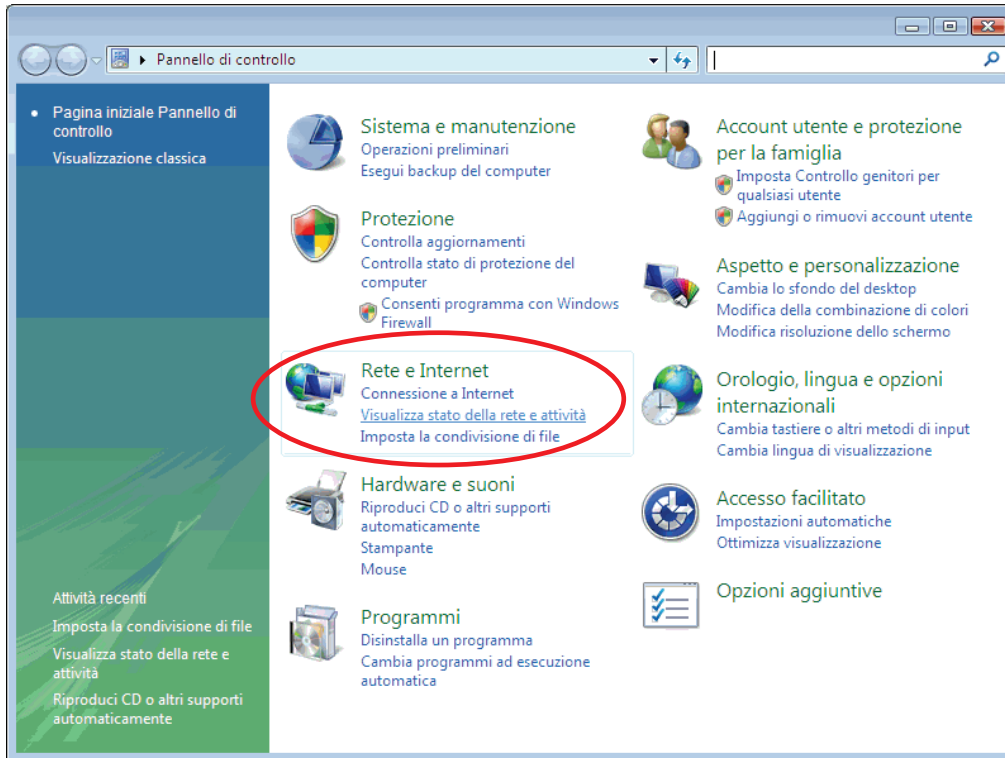 Pannello di controllo
Pagina iniziale Pannello di
controllo
Visualizzazione classica
Attività recenti
Imposta la condivisione di file
Visualizza stato della rete e
attività
Riproduci CD o altri supporti
automaticamente
Sistema e manutenzione
Operazioni preliminari
Esegui backup del computer
Protezione
Controlla aggiornamenti
Controlla stato di protezione del
computer
Consenti programma con Windows
Firewall
Rete e Internet
Connessione a Internet
Visualizza stato della rete e attività
Imposta la condivisione di file
Hardware e suoni
Riproduci CD o altri supporti
automaticamente
Stampante
Mouse
Programmi
Disinstalla un programma
Cambia programmi ad esecuzione
automatica
Account utente e protezione
per la famiglia
Imposta Controllo genitori per
qualsiasi utente
Aggiungi o rimuovi account utente
Aspetto e personalizzazione
Cambia lo sfondo del desktop
Modifica della combinazione di colori
Modifica risoluzione dello schermo
Orologio, lingua e opzioni
internazionali
Cambia tastiere o altri metodi di input
Cambia lingua di visualizzazione
Accesso facilitato
Impostazioni automatiche
Ottimizza visualizzazione
Opzioni aggiuntive